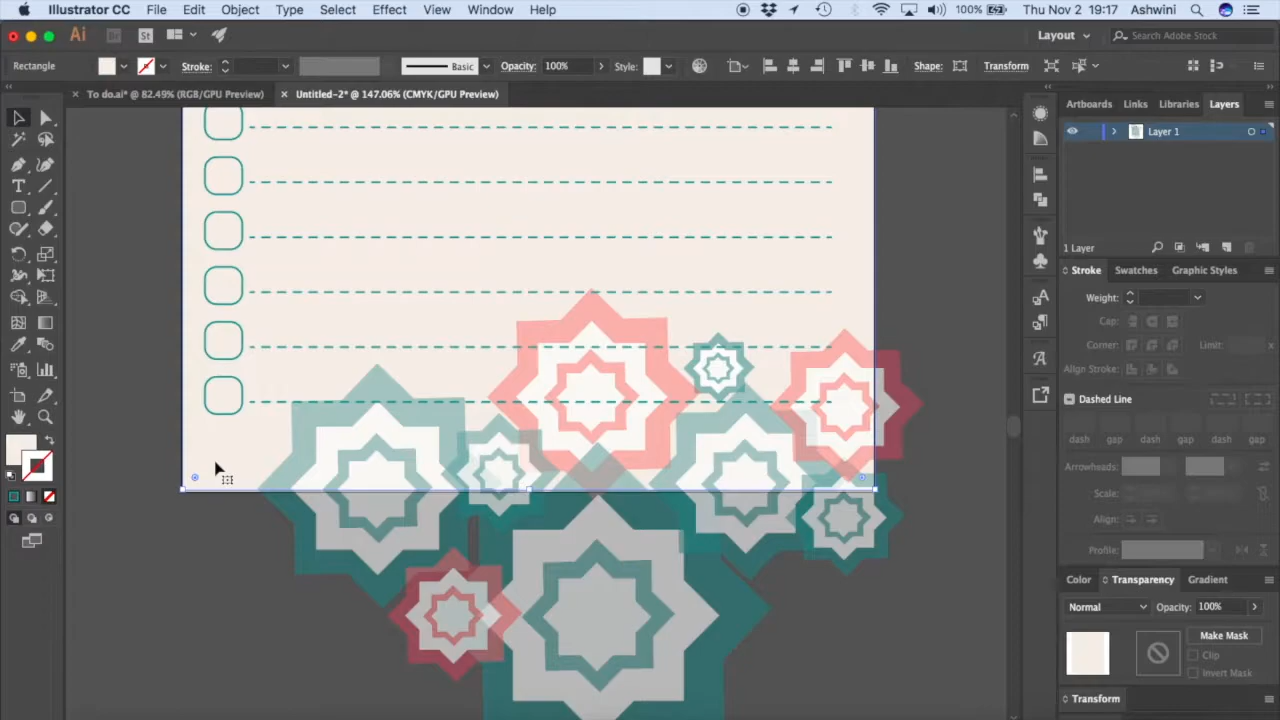 Illustrator CC File Edit Object Type Select Effect View Window Help 100% Thu Nov 2 19:17 Ashwini
Ai Br St Layout Search Adobe Stock
Rectangle Stroke: Basic Opacity: 100% Style: Shape: Transform
× To do.ai* @ 82.49% (RGB/GPU Preview) × Untitled-2* @ 147.06% (CMYK/GPU Preview)
Artboards Links Libraries Layers
Layer 1
1 Layer
Stroke Swatches Graphic Styles
Weight:
Cap:
Corner: Limit:
Align Stroke:
Dashed Line
dash gap dash gap dash gap
Arrowheads:
Scale:
Align:
Profile:
Color Transparency Gradient
Normal Opacity: 100%
Make Mask
Clip
Invert Mask
Transform